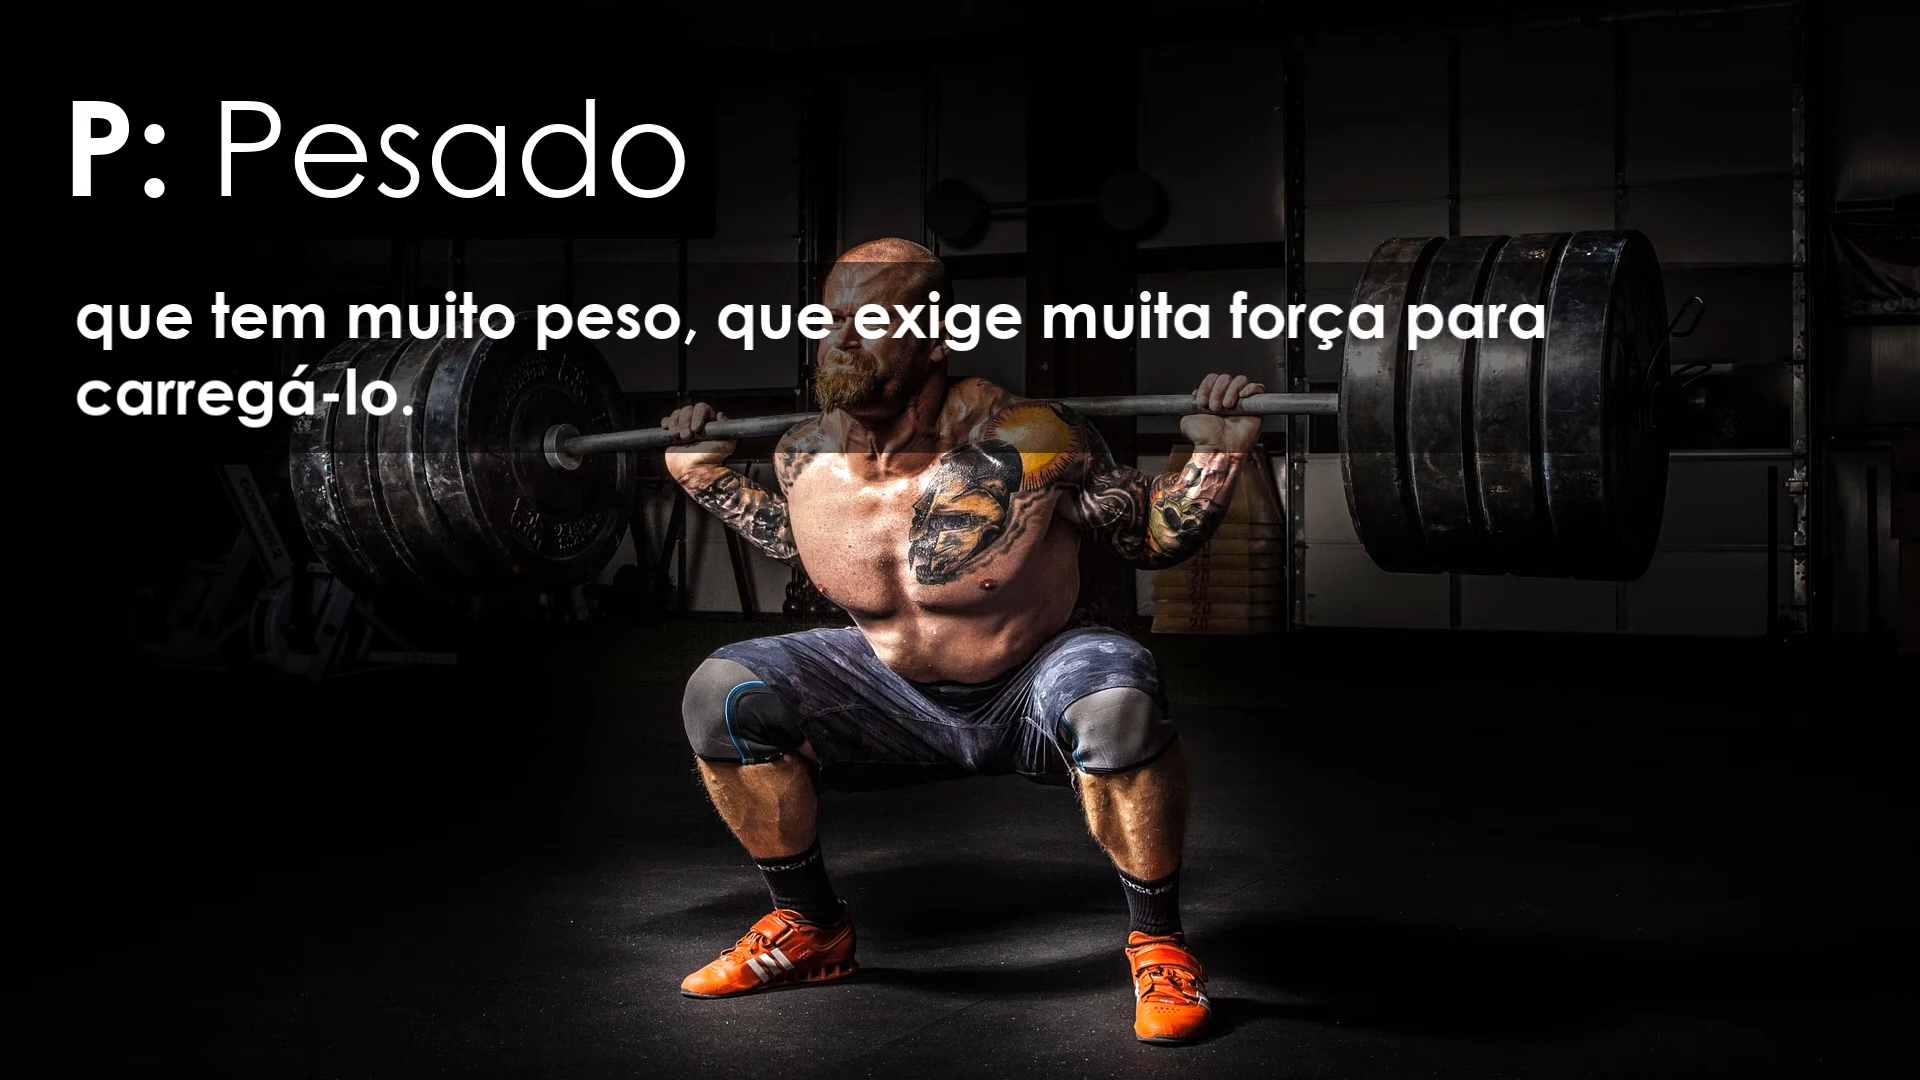 P: Pesado
que tem muito peso, que exige muita força para
carregá-lo.